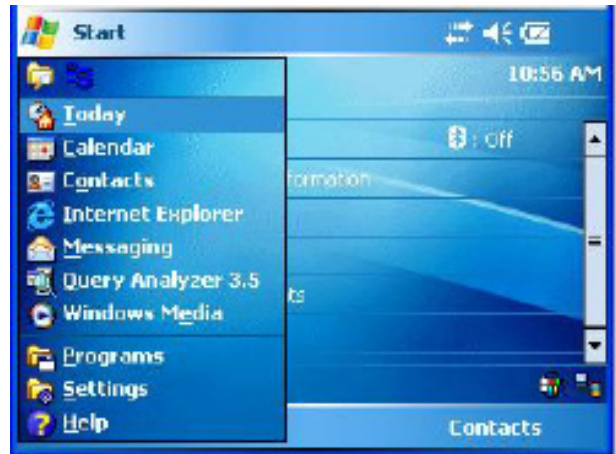 Start
10:56 AM
Today
: Off
Calendar
Contacts
formation
Internet Explorer
Messaging
Query Analyzer 3.5
ts
Windows Media
Programs
Settings
Help
Contacts